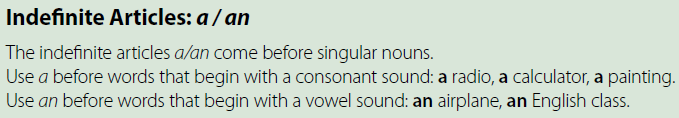 Indefinite Articles: a / an
The indefinite articles a/an come before singular nouns.
Use a before words that begin with a consonant sound: a radio, a calculator, a painting.
Use an before words that begin with a vowel sound: an airplane, an English class.